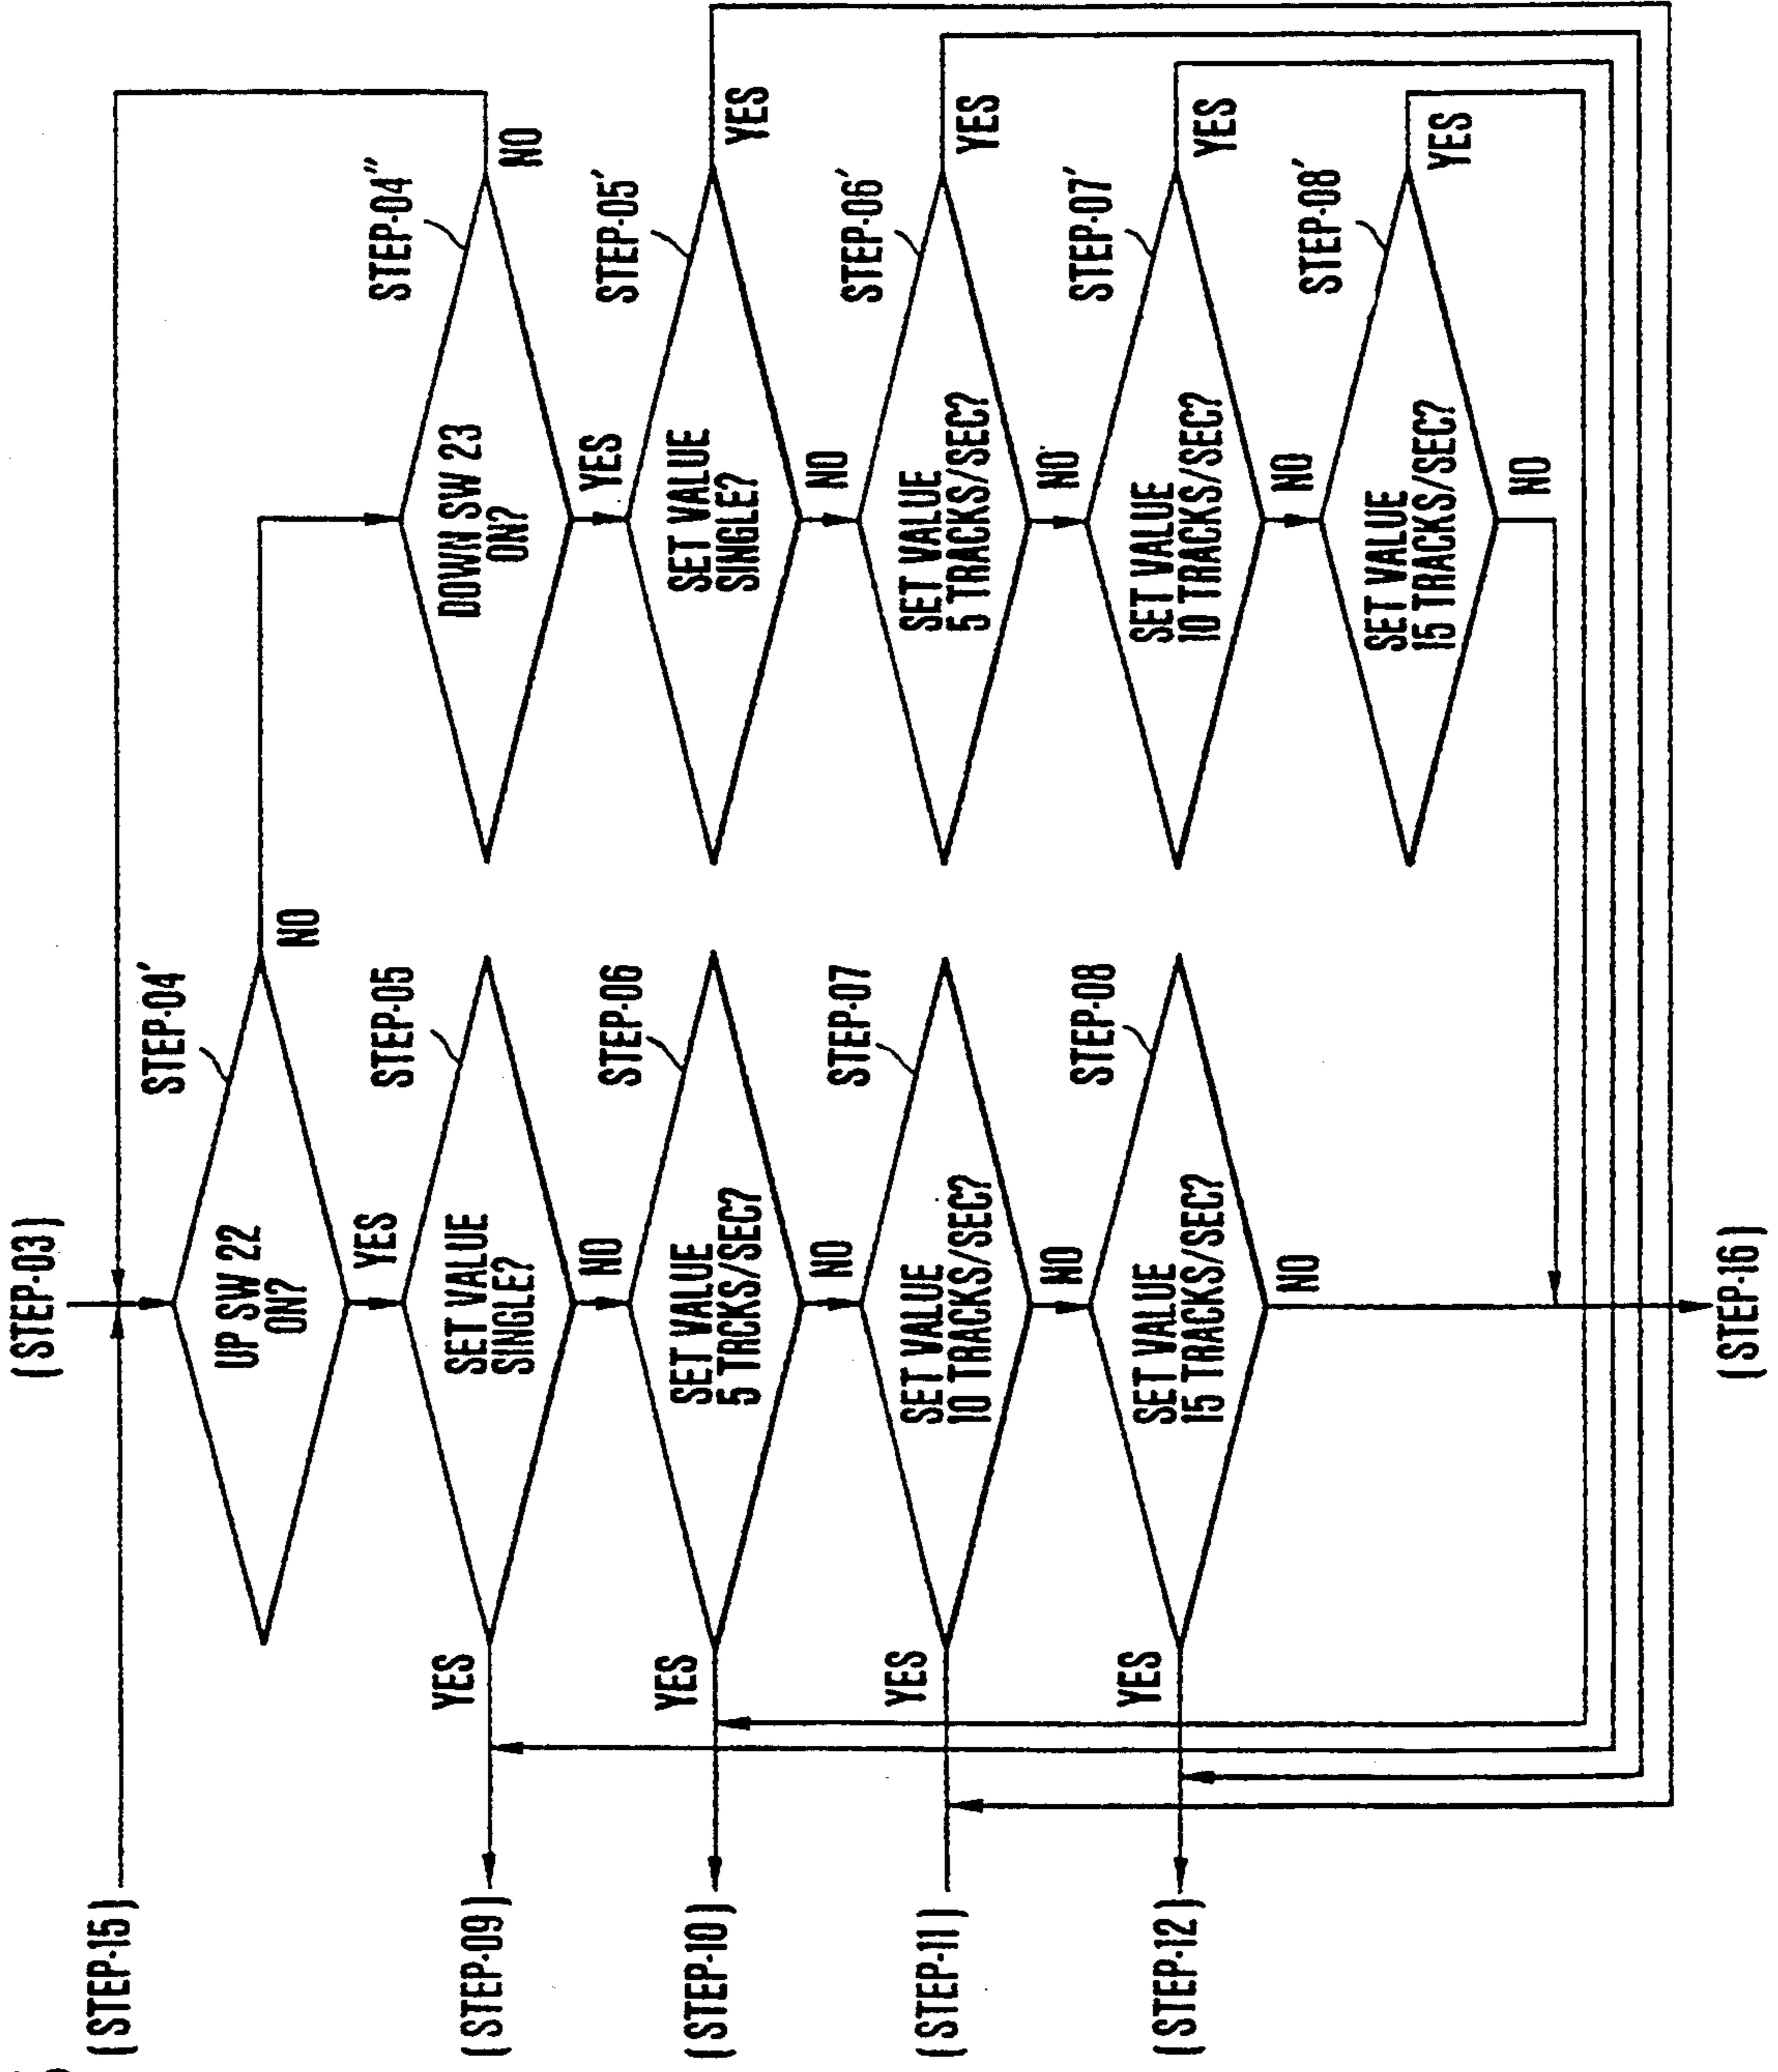 (STEP-03)
(STEP-15)
STEP-04′
UP SW 22
ON?
NO
YES
STEP-05
SET VALUE
SINGLE?
YES
NO
(STEP-09)
STEP-06
SET VALUE
5 TRCKS/SEC?
YES
NO
(STEP-10)
STEP-07
SET VALUE
10 TRACKS/SEC?
YES
NO
(STEP-11)
STEP-08
SET VALUE
15 TRACKS/SEC?
YES
NO
(STEP-12)
STEP-04″
DOWN SW 23
ON?
NO
YES
STEP-05′
SET VALUE
SINGLE?
YES
NO
STEP-06′
SET VALUE
5 TRACKS/SEC?
YES
NO
STEP-07′
SET VALUE
10 TRACKS/SEC?
YES
NO
STEP-08′
SET VALUE
15 TRACKS/SEC?
YES
NO
(STEP-16)